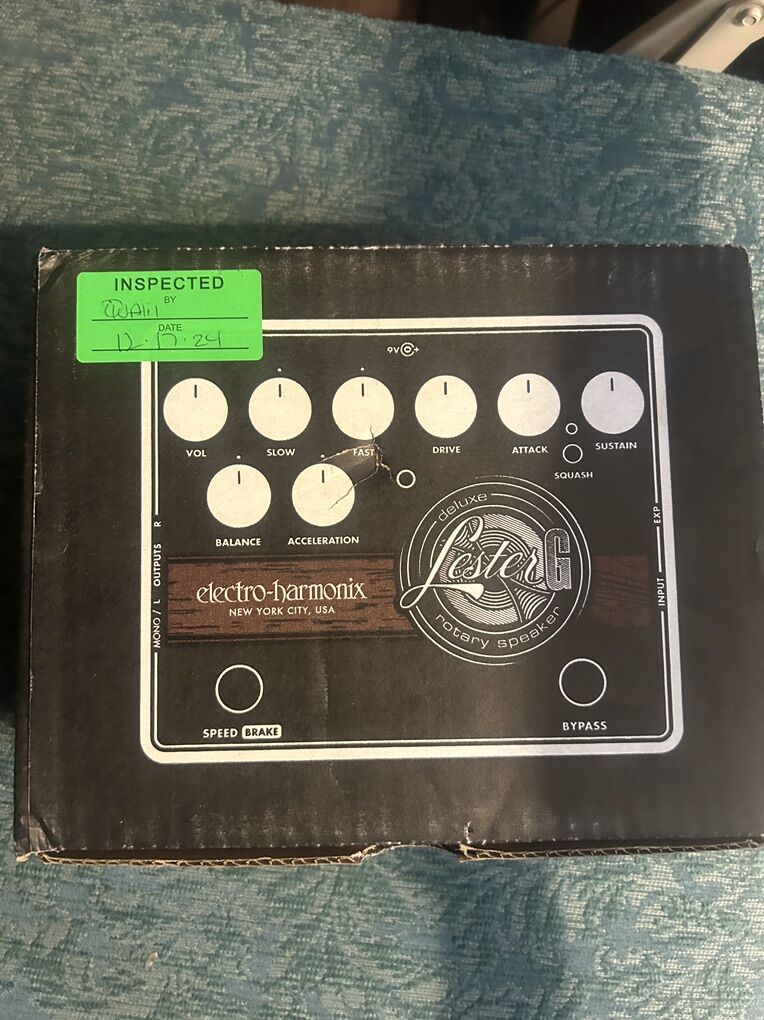 INSPECTED
BY
DATE
12·17·24
9V +
VOL
SLOW
FAST
DRIVE
ATTACK
SUSTAIN
SQUASH
BALANCE
ACCELERATION
MONO / L OUTPUTS R
INPUT EXP
deluxe
Lester G
rotary speaker
electro-harmonix
NEW YORK CITY, USA
SPEED BRAKE
BYPASS